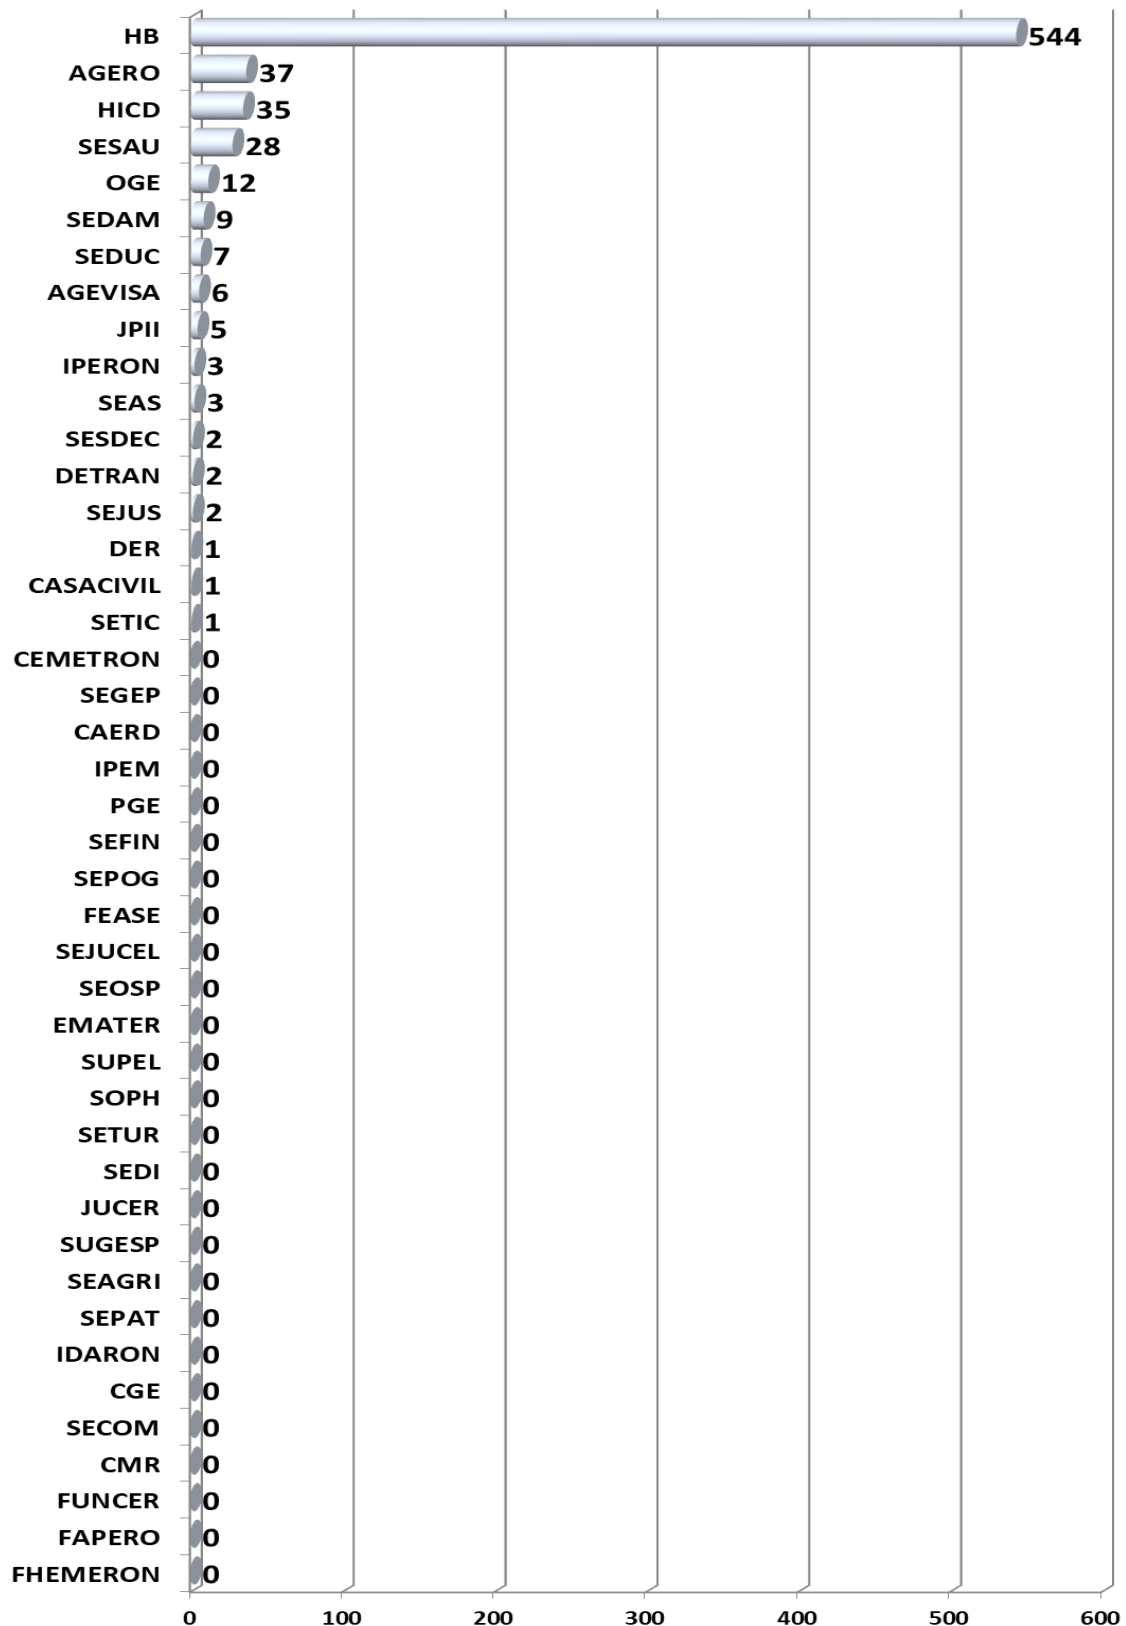 HB 544
AGERO 37
HICD 35
SESAU 28
OGE 12
SEDAM 9
SEDUC 7
AGEVISA 6
JPII 5
IPERON 3
SEAS 3
SESDEC 2
DETRAN 2
SEJUS 2
DER 1
CASACIVIL 1
SETIC 1
CEMETRON 0
SEGEP 0
CAERD 0
IPEM 0
PGE 0
SEFIN 0
SEPOG 0
FEASE 0
SEJUCEL 0
SEOSP 0
EMATER 0
SUPEL 0
SOPH 0
SETUR 0
SEDI 0
JUCER 0
SUGESP 0
SEAGRI 0
SEPAT 0
IDARON 0
CGE 0
SECOM 0
CMR 0
FUNCER 0
FAPERO 0
FHEMERON 0
0 100 200 300 400 500 600